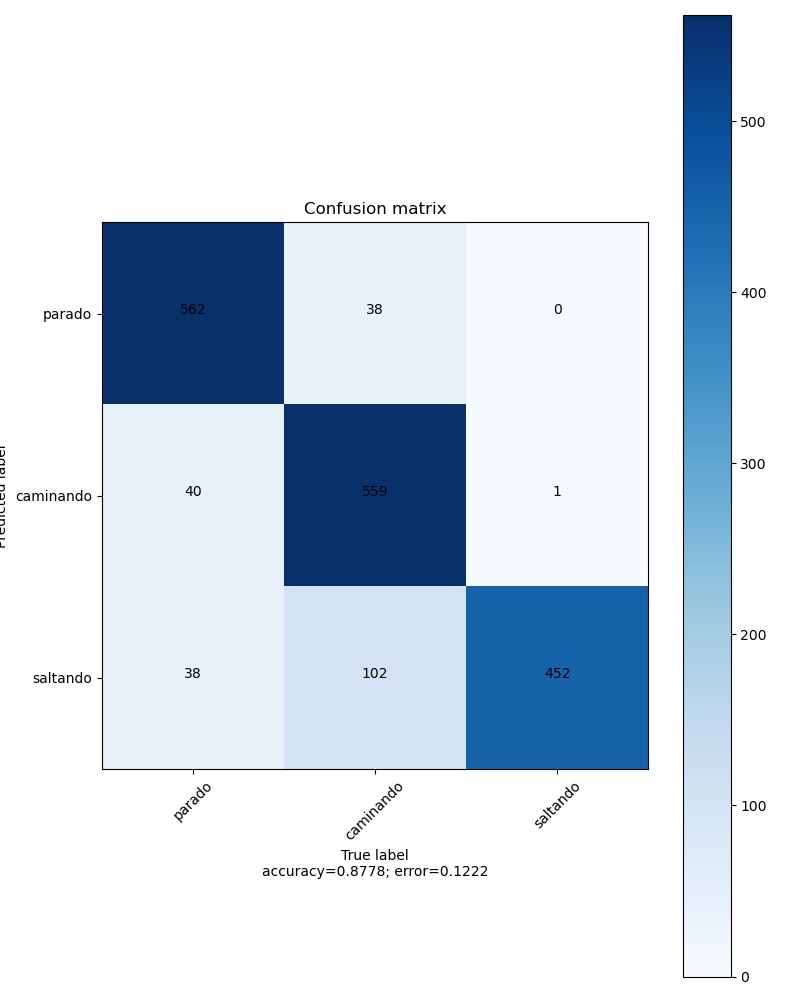 Confusion matrix
parado
562
38
0
caminando
40
559
1
saltando
38
102
452
parado
caminando
saltando
True label
accuracy=0.8778; error=0.1222
Predicted label
500
400
300
200
100
0